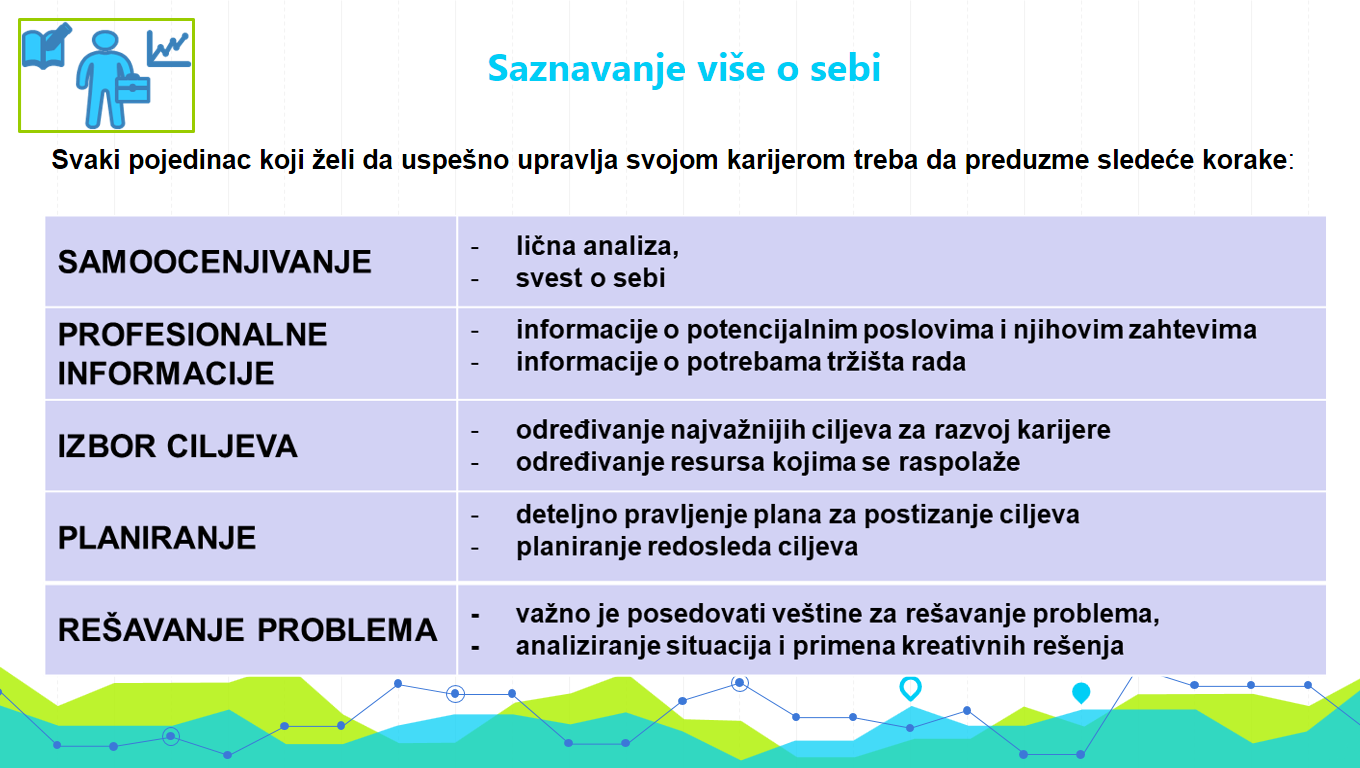 Saznavanje više o sebi
Svaki pojedinac koji želi da uspešno upravlja svojom karijerom treba da preduzme sledeće korake:
SAMOOCENJIVANJE
- lična analiza,
- svest o sebi
PROFESIONALNE
INFORMACIJE
- informacije o potencijalnim poslovima i njihovim zahtevima
- informacije o potrebama tržišta rada
IZBOR CILJEVA
- određivanje najvažnijih ciljeva za razvoj karijere
- određivanje resursa kojima se raspolaže
PLANIRANJE
- deteljno pravljenje plana za postizanje ciljeva
- planiranje redosleda ciljeva
REŠAVANJE PROBLEMA
- važno je posedovati veštine za rešavanje problema,
- analiziranje situacija i primena kreativnih rešenja